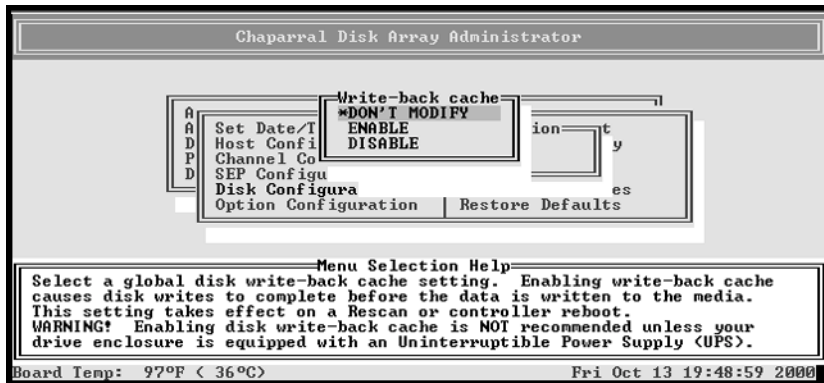 Chaparral Disk Array Administrator
Write-back cache
*DON'T MODIFY
ENABLE
DISABLE
A
A
D
P
D
Set Date/T
Host Confi
Channel Co
SEP Configu
Disk Configura
Option Configuration
ion
t
y
es
Restore Defaults
Menu Selection Help
Select a global disk write-back cache setting. Enabling write-back cache
causes disk writes to complete before the data is written to the media.
This setting takes effect on a Rescan or controller reboot.
WARNING! Enabling disk write-back cache is NOT recommended unless your
drive enclosure is equipped with an Uninterruptible Power Supply (UPS).
Board Temp: 97°F ( 36°C)
Fri Oct 13 19:48:59 2000